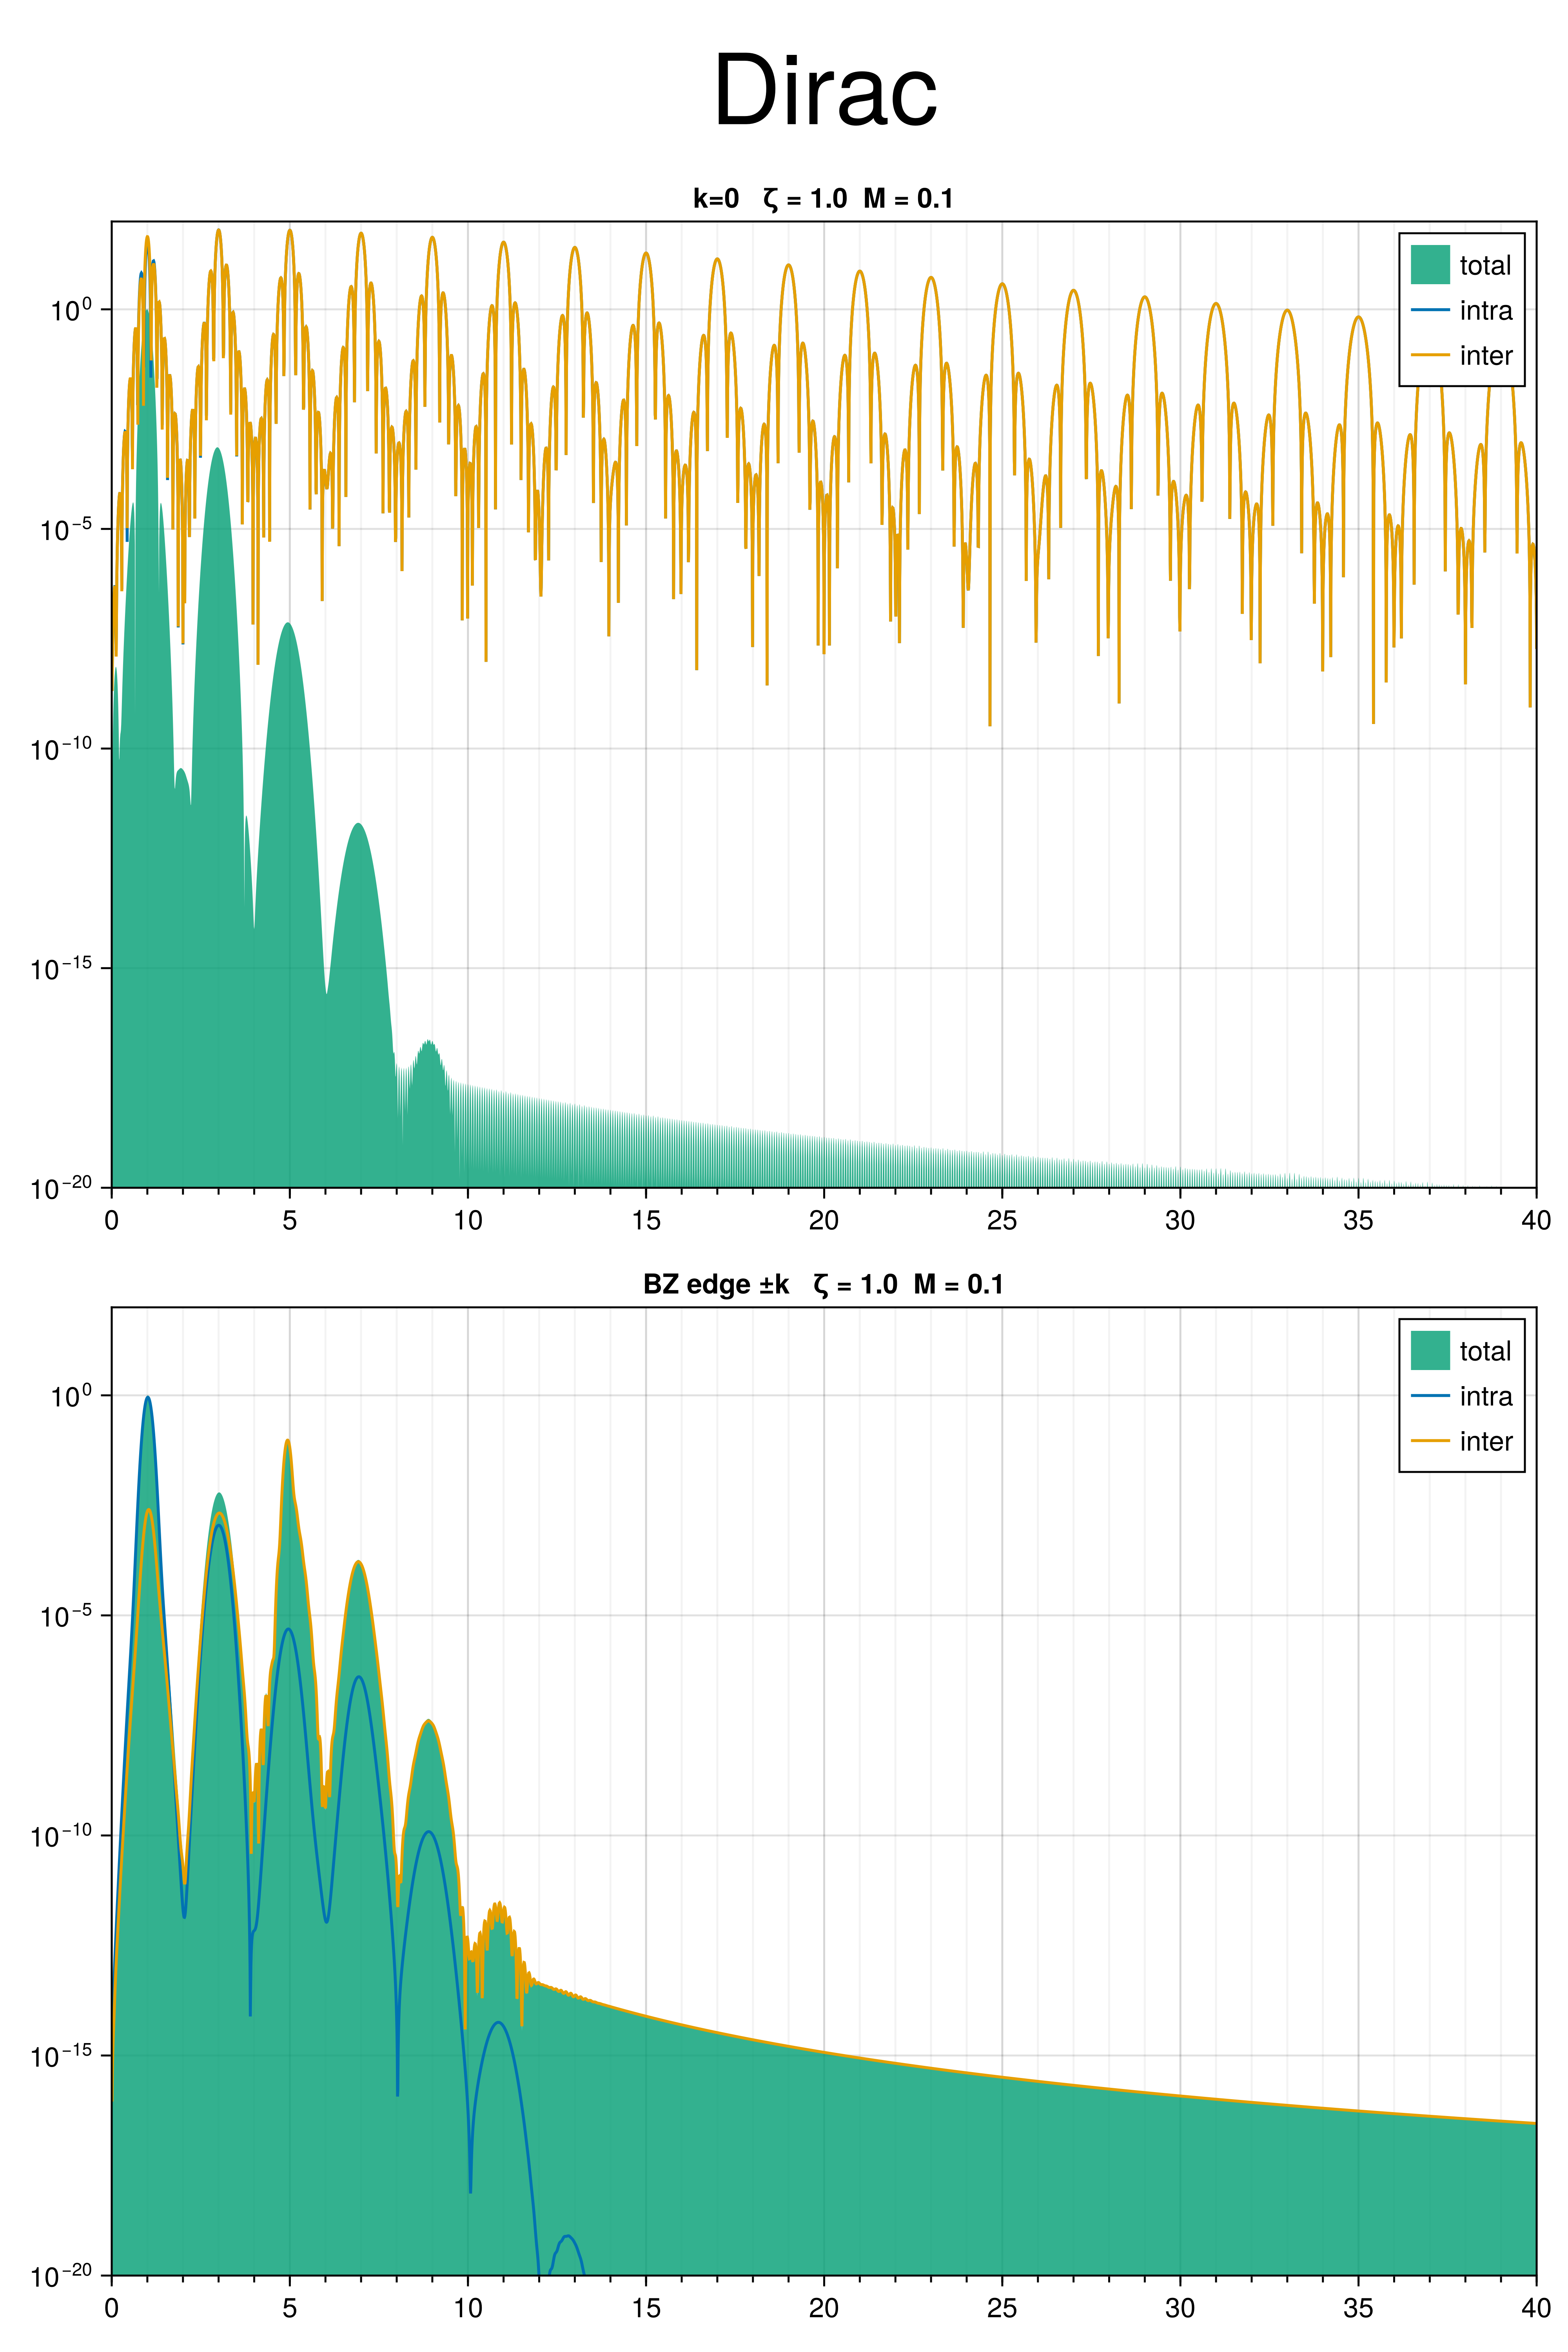 Dirac
k=0 ζ = 1.0 M = 0.1
total
intra
inter
10⁰
10⁻⁵
10⁻¹⁰
10⁻¹⁵
10⁻²⁰
0 5 10 15 20 25 30 35 40
BZ edge ±k ζ = 1.0 M = 0.1
total
intra
inter
10⁰
10⁻⁵
10⁻¹⁰
10⁻¹⁵
10⁻²⁰
0 5 10 15 20 25 30 35 40